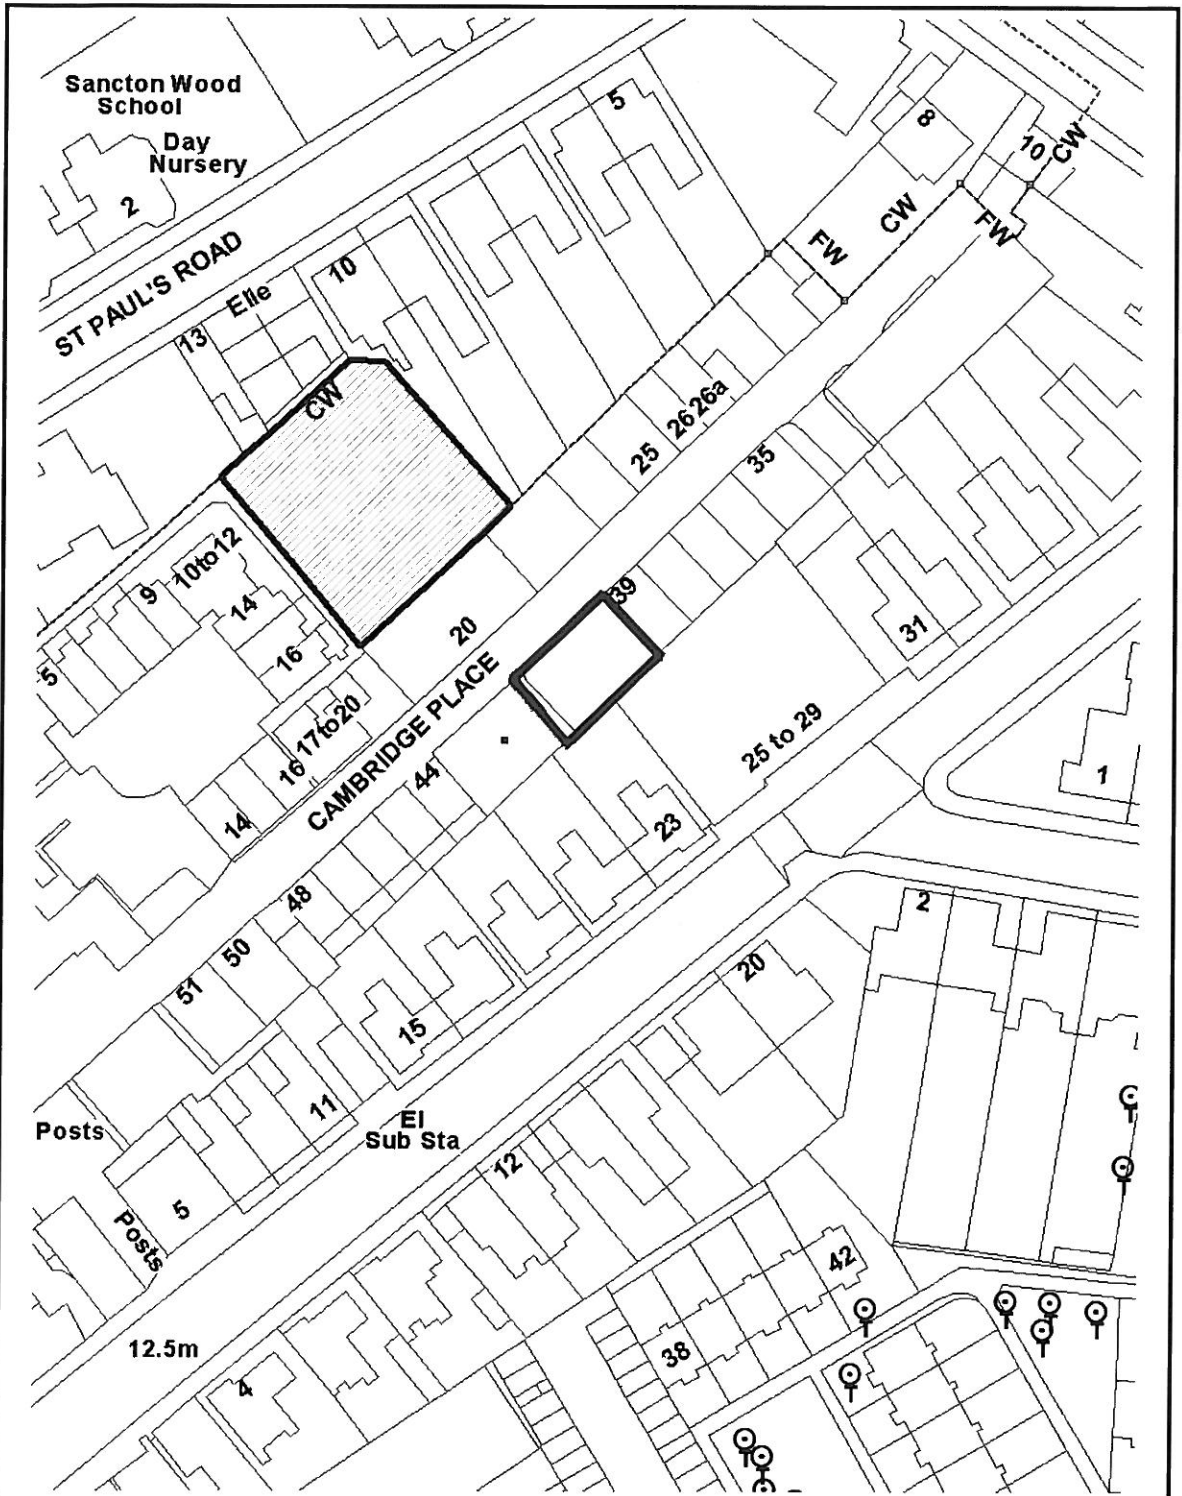 Sancton Wood
School
Day
Nursery
2
5
8
10
CW
CW
FW
FW
ST PAUL'S ROAD
Elle
10
13
CW
26 26a
25
35
10to12
9
14
16
5
20
39
31
17to20
16
14
CAMBRIDGE PLACE
44
25 to 29
1
23
48
50
51
2
20
15
11
El
Sub Sta
Posts
12
5
Posts
42
38
12.5m
4